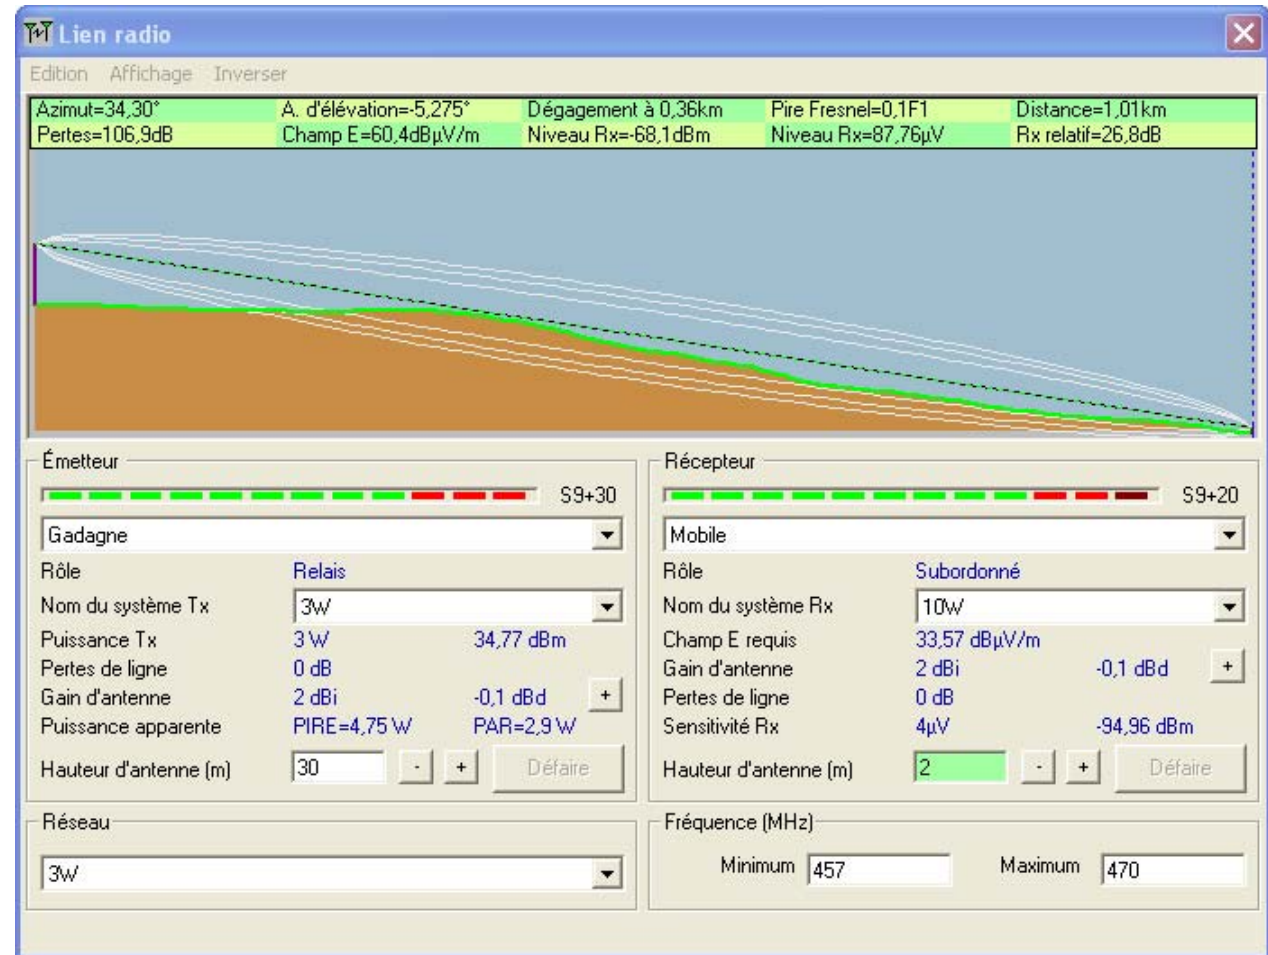 Lien radio
Edition Affichage Inverser
Azimut=34,30° A. d'élévation=-5,275° Dégagement à 0,36km Pire Fresnel=0,1F1 Distance=1,01km
Pertes=106,9dB Champ E=60,4dBµV/m Niveau Rx=-68,1dBm Niveau Rx=87,76µV Rx relatif=26,8dB
Émetteur
S9+30
Gadagne
Rôle Relais
Nom du système Tx 3W
Puissance Tx 3 W 34,77 dBm
Pertes de ligne 0 dB
Gain d'antenne 2 dBi -0,1 dBd +
Puissance apparente PIRE=4,75 W PAR=2,9 W
Hauteur d'antenne (m) 30 - + Défaire
Réseau
3W
Récepteur
S9+20
Mobile
Rôle Subordonné
Nom du système Rx 10W
Champ E requis 33,57 dBµV/m
Gain d'antenne 2 dBi -0,1 dBd +
Pertes de ligne 0 dB
Sensitivité Rx 4µV -94,96 dBm
Hauteur d'antenne (m) 2 - + Défaire
Fréquence (MHz)
Minimum 457 Maximum 470